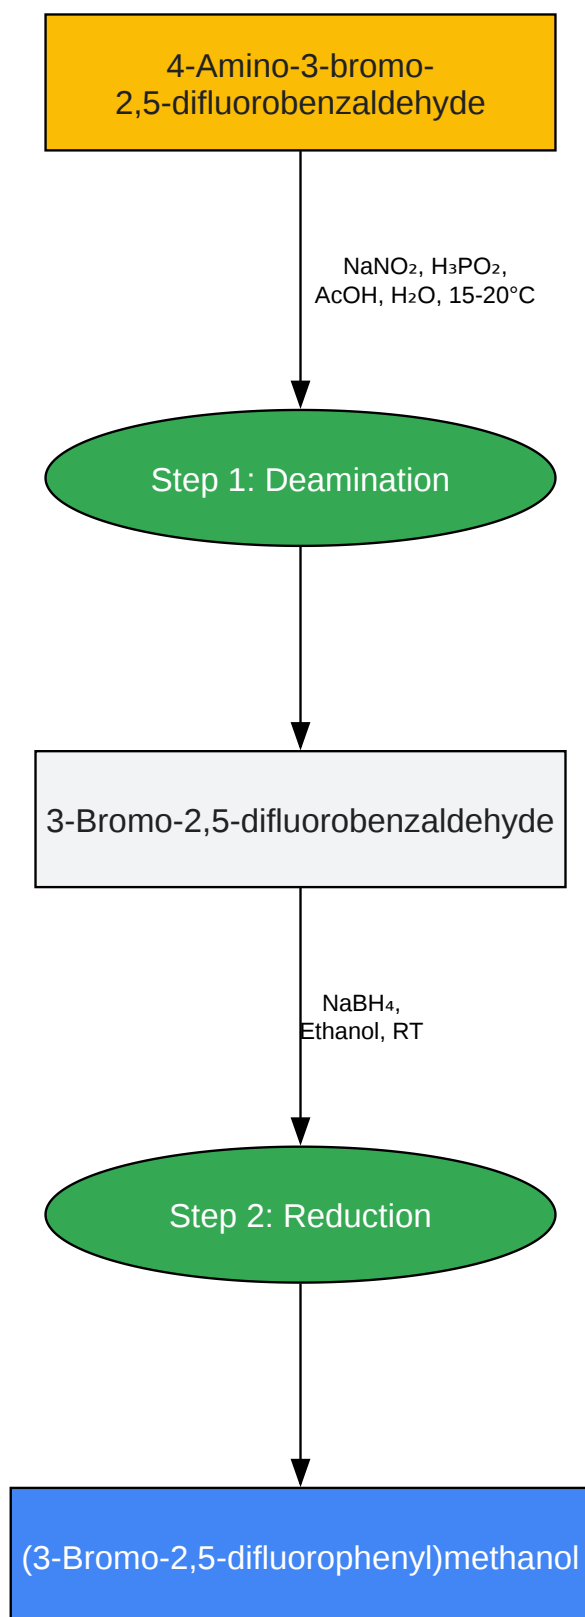 4-Amino-3-bromo-
2,5-difluorobenzaldehyde
NaNO₂, H₃PO₂,
AcOH, H₂O, 15-20°C
Step 1: Deamination
3-Bromo-2,5-difluorobenzaldehyde
NaBH₄,
Ethanol, RT
Step 2: Reduction
(3-Bromo-2,5-difluorophenyl)methanol